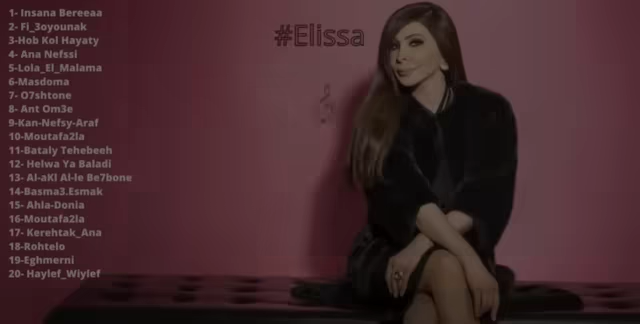 #Elissa
1- Insana Bereeaa
2- Fi_3oyounak
3-Hob Kol Hayaty
4- Ana Nefssi
5-Lola_El_Malama
6-Masdoma
7- O7shtone
8- Ant Om3e
9-Kan-Nefsy-Araf
10-Moutafa2la
11-Bataly Tehebeeh
12- Helwa Ya Baladi
13- Al-aKl Al-le Be7bone
14-Basma3.Esmak
15- Ahla-Donia
16-Moutafa2la
17- Kerehtak_Ana
18-Rohtelo
19-Eghmerni
20- Haylef_Wiylef